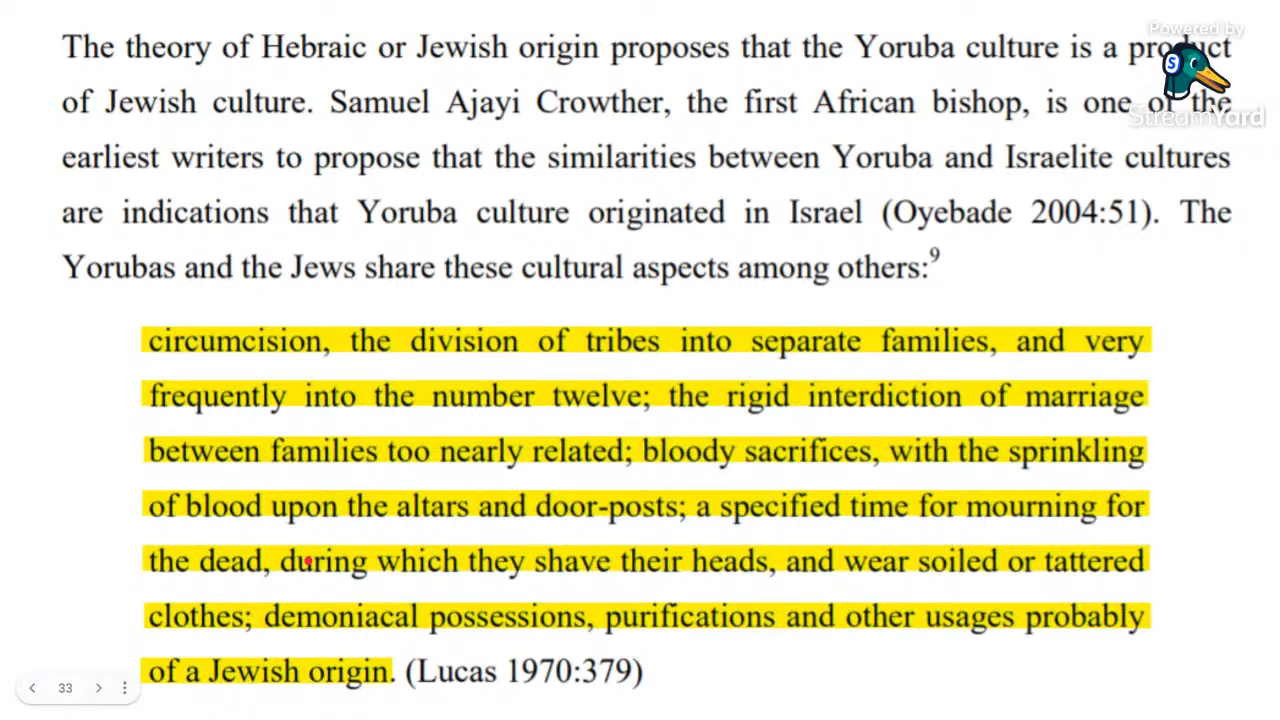 Powered by
The theory of Hebraic or Jewish origin proposes that the Yoruba culture is a product
of Jewish culture. Samuel Ajayi Crowther, the first African bishop, is one of the
StreamYard
earliest writers to propose that the similarities between Yoruba and Israelite cultures
are indications that Yoruba culture originated in Israel (Oyebade 2004:51). The
Yorubas and the Jews share these cultural aspects among others:⁹
circumcision, the division of tribes into separate families, and very
frequently into the number twelve; the rigid interdiction of marriage
between families too nearly related; bloody sacrifices, with the sprinkling
of blood upon the altars and door-posts; a specified time for mourning for
the dead, during which they shave their heads, and wear soiled or tattered
clothes; demoniacal possessions, purifications and other usages probably
of a Jewish origin. (Lucas 1970:379)
33